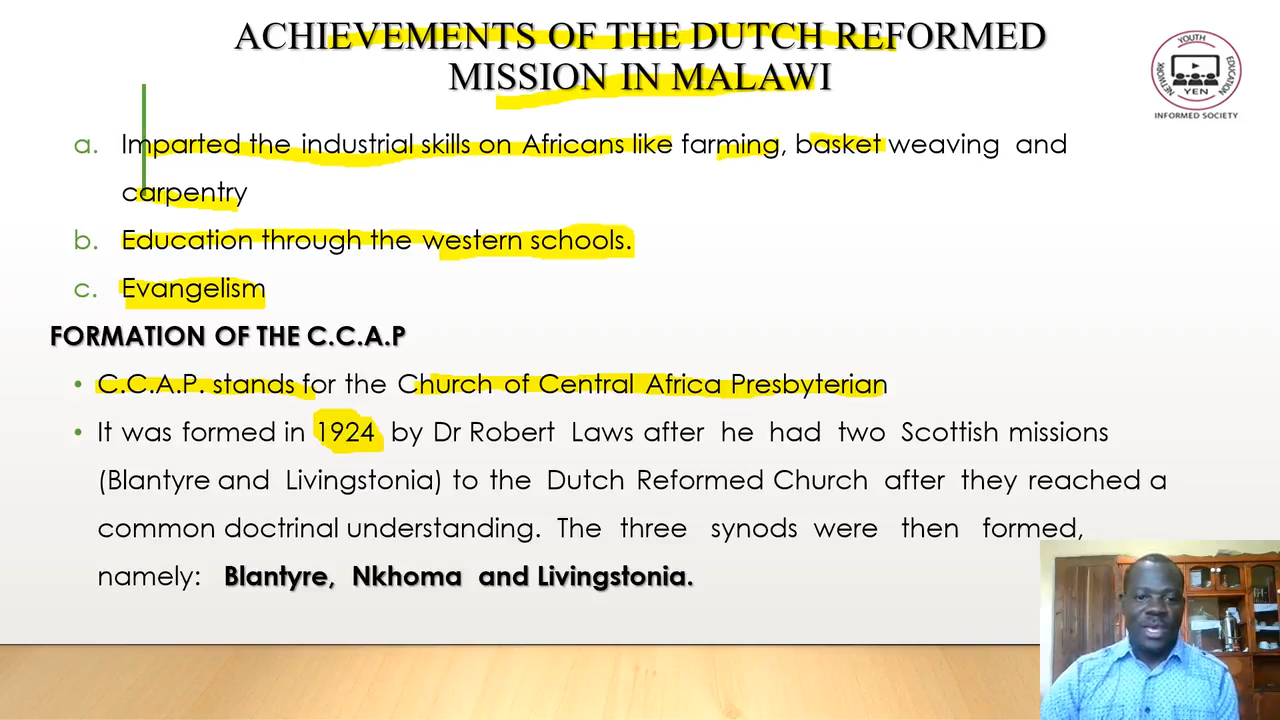 ACHIEVEMENTS OF THE DUTCH REFORMED
MISSION IN MALAWI
YOUTH
EDUCATION
NETWORK
YEN
INFORMED SOCIETY
a. Imparted the industrial skills on Africans like farming, basket weaving and
carpentry
b. Education through the western schools.
c. Evangelism
FORMATION OF THE C.C.A.P
• C.C.A.P. stands for the Church of Central Africa Presbyterian
• It was formed in 1924 by Dr Robert Laws after he had two Scottish missions
(Blantyre and Livingstonia) to the Dutch Reformed Church after they reached a
common doctrinal understanding. The three synods were then formed,
namely: Blantyre, Nkhoma and Livingstonia.